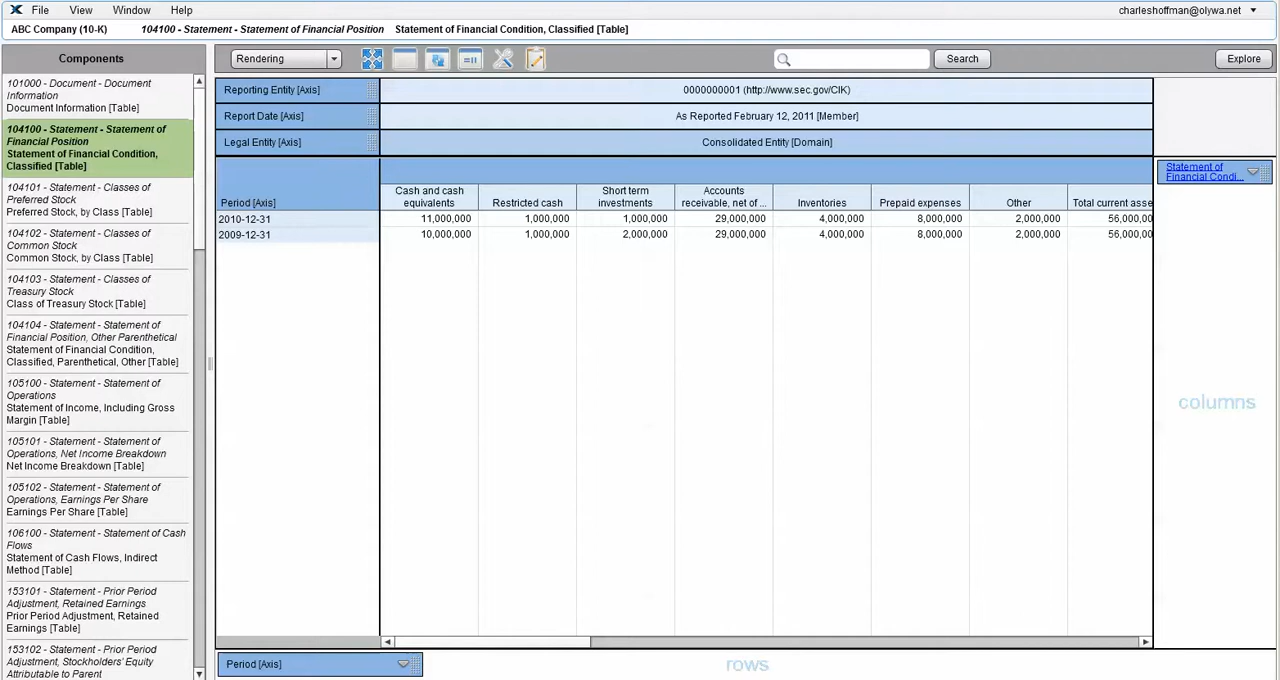 File View Window Help charleshoffman@olywa.net
ABC Company (10-K) 104100 - Statement - Statement of Financial Position Statement of Financial Condition, Classified [Table]
Components
101000 - Document - Document
Information
Document Information [Table]
104100 - Statement - Statement of
Financial Position
Statement of Financial Condition,
Classified [Table]
104101 - Statement - Classes of
Preferred Stock
Preferred Stock, by Class [Table]
104102 - Statement - Classes of
Common Stock
Common Stock, by Class [Table]
104103 - Statement - Classes of
Treasury Stock
Class of Treasury Stock [Table]
104104 - Statement - Statement of
Financial Position, Other Parenthetical
Statement of Financial Condition,
Classified, Parenthetical, Other [Table]
105100 - Statement - Statement of
Operations
Statement of Income, Including Gross
Margin [Table]
105101 - Statement - Statement of
Operations, Net Income Breakdown
Net Income Breakdown [Table]
105102 - Statement - Statement of
Operations, Earnings Per Share
Earnings Per Share [Table]
106100 - Statement - Statement of Cash
Flows
Statement of Cash Flows, Indirect
Method [Table]
153101 - Statement - Prior Period
Adjustment, Retained Earnings
Prior Period Adjustment, Retained
Earnings [Table]
153102 - Statement - Prior Period
Adjustment, Stockholders' Equity
Attributable to Parent
Rendering Search Explore
Reporting Entity [Axis] 0000000001 (http://www.sec.gov/CIK)
Report Date [Axis] As Reported February 12, 2011 [Member]
Legal Entity [Axis] Consolidated Entity [Domain]
Statement of
Financial Condi...
Cash and cash Short term Accounts
Period [Axis] equivalents Restricted cash investments receivable, net of ... Inventories Prepaid expenses Other Total current asse
2010-12-31 11,000,000 1,000,000 1,000,000 29,000,000 4,000,000 8,000,000 2,000,000 56,000,00
2009-12-31 10,000,000 1,000,000 2,000,000 29,000,000 4,000,000 8,000,000 2,000,000 56,000,00
columns
Period [Axis] rows